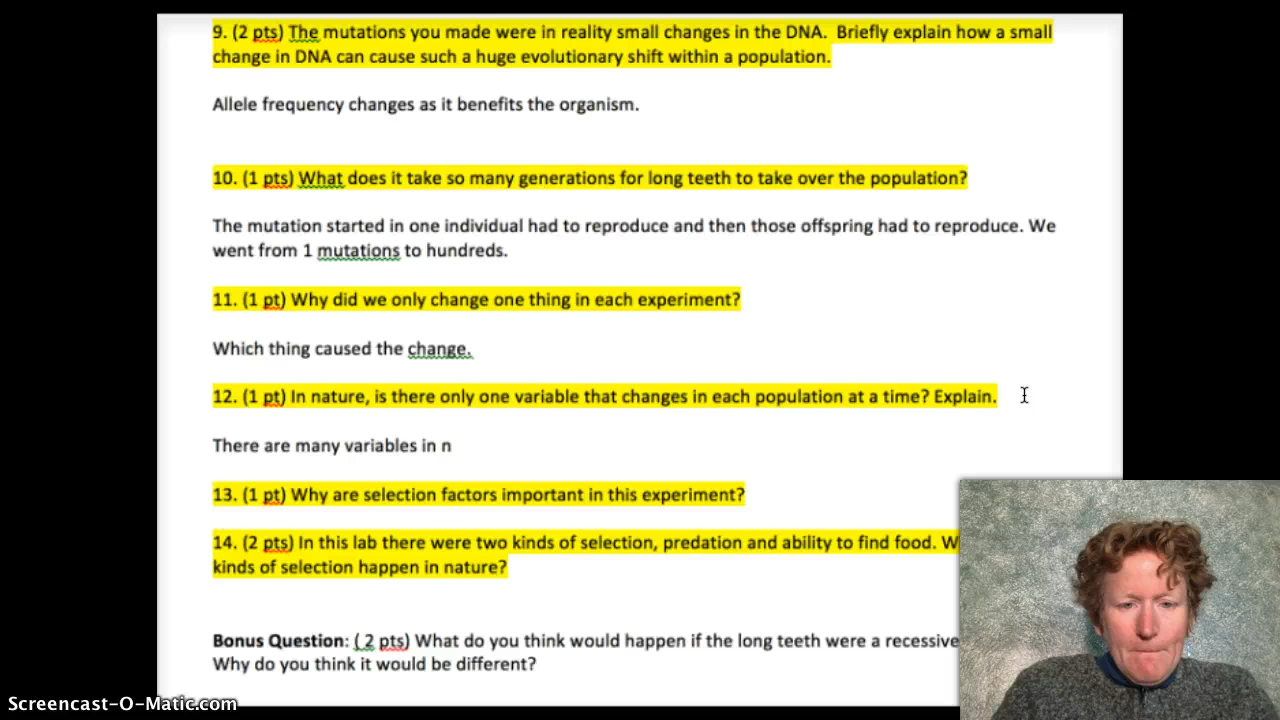 9. (2 pts) The mutations you made were in reality small changes in the DNA.  Briefly explain how a small
change in DNA can cause such a huge evolutionary shift within a population.
Allele frequency changes as it benefits the organism.
10. (1 pts) What does it take so many generations for long teeth to take over the population?
The mutation started in one individual had to reproduce and then those offspring had to reproduce. We
went from 1 mutations to hundreds.
11. (1 pt) Why did we only change one thing in each experiment?
Which thing caused the change.
12. (1 pt) In nature, is there only one variable that changes in each population at a time? Explain.
There are many variables in n
13. (1 pt) Why are selection factors important in this experiment?
14. (2 pts) In this lab there were two kinds of selection, predation and ability to find food.
kinds of selection happen in nature?
Bonus Question: ( 2 pts) What do you think would happen if the long teeth were a recessive
Why do you think it would be different?
Screencast-O-Matic.com